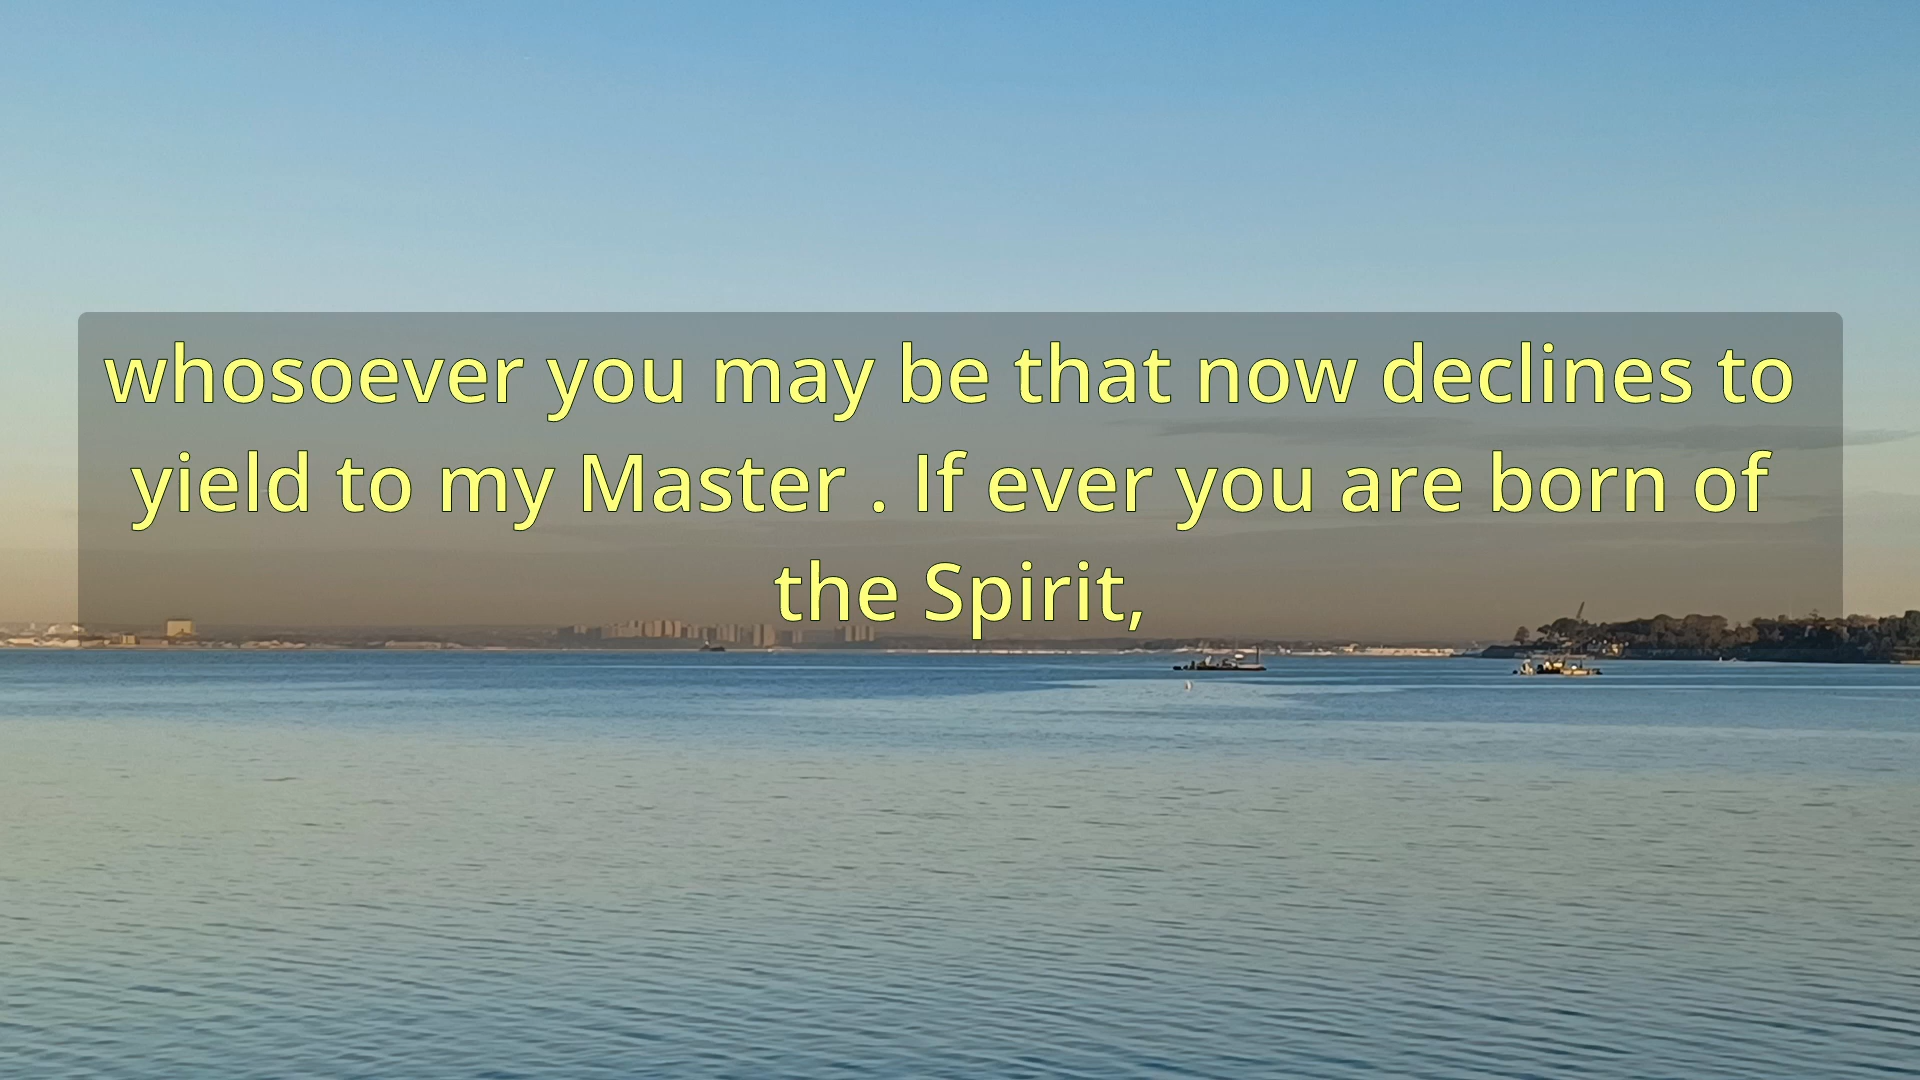 whosoever you may be that now declines to
yield to my Master . If ever you are born of
the Spirit,